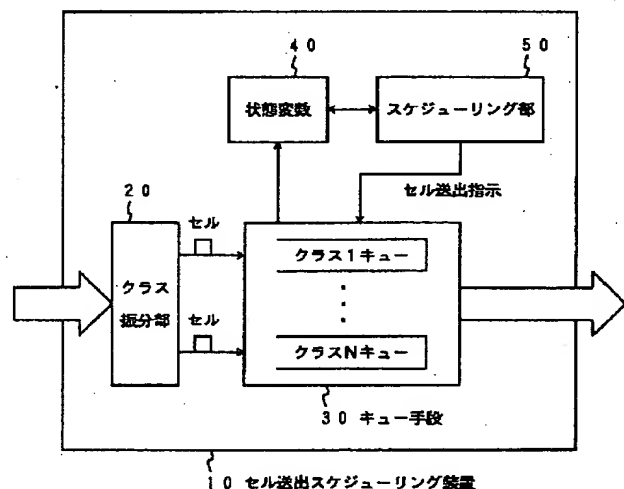 40
50
状態変数
スケジューリング部
セル送出指示
20
セル
クラス
振分部
セル
クラス1キュー
クラスNキュー
30 キュー手段
10 セル送出スケジューリング装置